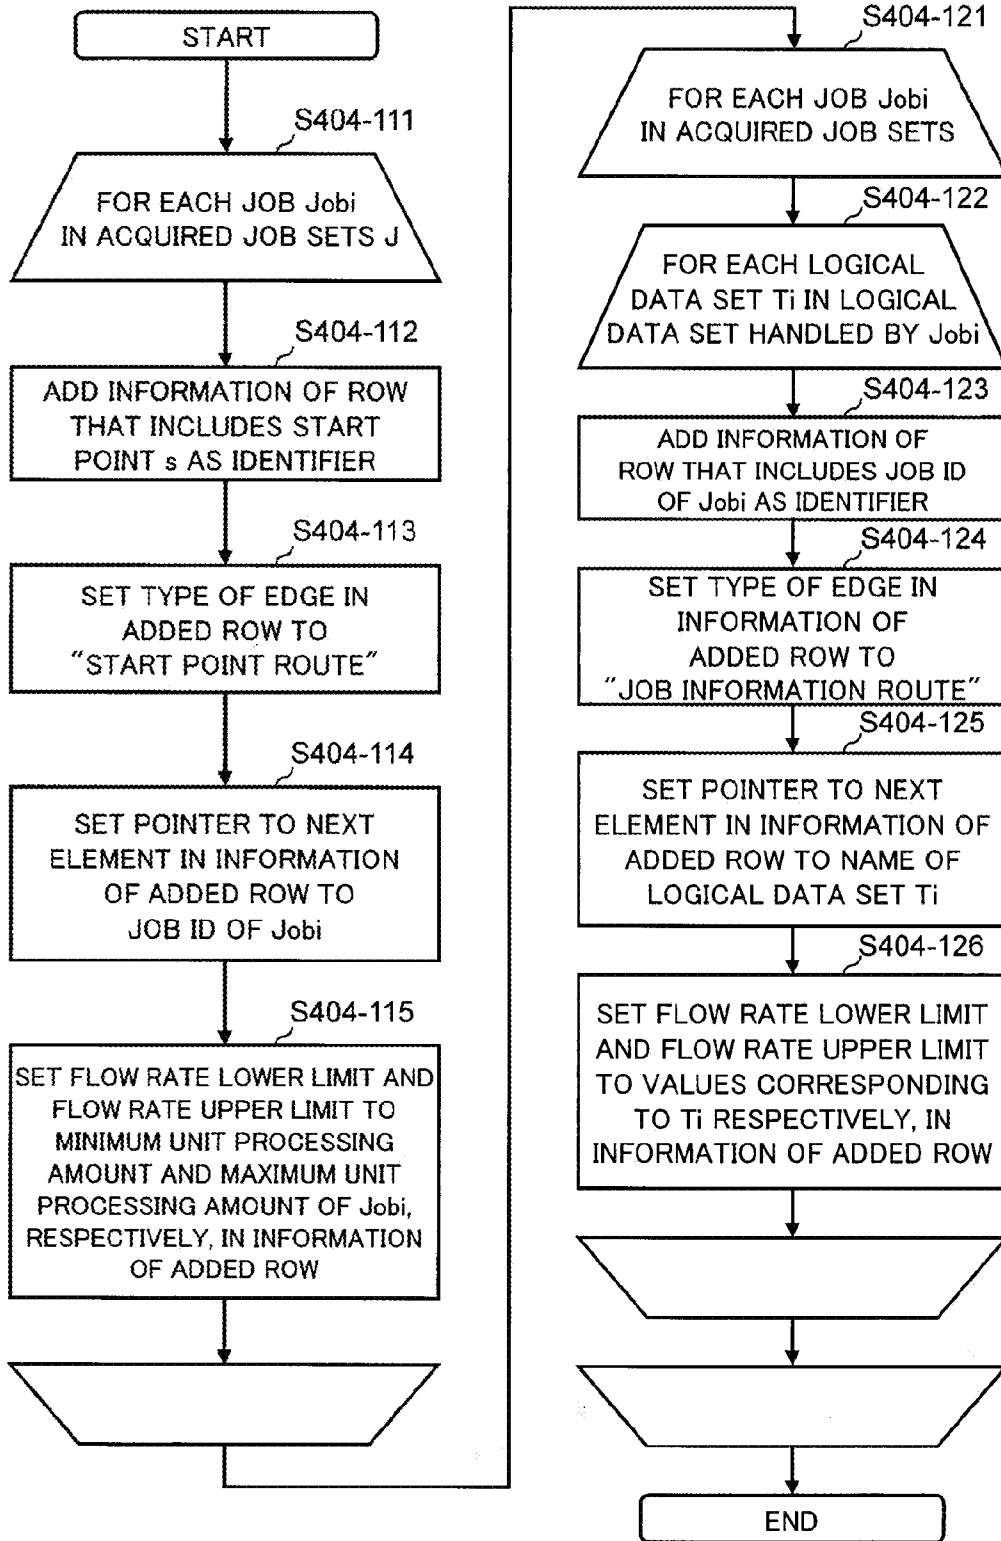 START
S404-111
FOR EACH JOB Jobi
IN ACQUIRED JOB SETS J
S404-112
ADD INFORMATION OF ROW
THAT INCLUDES START
POINT s AS IDENTIFIER
S404-113
SET TYPE OF EDGE IN
ADDED ROW TO
"START POINT ROUTE"
S404-114
SET POINTER TO NEXT
ELEMENT IN INFORMATION
OF ADDED ROW TO
JOB ID OF Jobi
S404-115
SET FLOW RATE LOWER LIMIT AND
FLOW RATE UPPER LIMIT TO
MINIMUM UNIT PROCESSING
AMOUNT AND MAXIMUM UNIT
PROCESSING AMOUNT OF Jobi,
RESPECTIVELY, IN INFORMATION
OF ADDED ROW
S404-121
FOR EACH JOB Jobi
IN ACQUIRED JOB SETS
S404-122
FOR EACH LOGICAL
DATA SET Ti IN LOGICAL
DATA SET HANDLED BY Jobi
S404-123
ADD INFORMATION OF
ROW THAT INCLUDES JOB ID
OF Jobi AS IDENTIFIER
S404-124
SET TYPE OF EDGE IN
INFORMATION OF
ADDED ROW TO
"JOB INFORMATION ROUTE"
S404-125
SET POINTER TO NEXT
ELEMENT IN INFORMATION OF
ADDED ROW TO NAME OF
LOGICAL DATA SET Ti
S404-126
SET FLOW RATE LOWER LIMIT
AND FLOW RATE UPPER LIMIT
TO VALUES CORRESPONDING
TO Ti RESPECTIVELY, IN
INFORMATION OF ADDED ROW
END